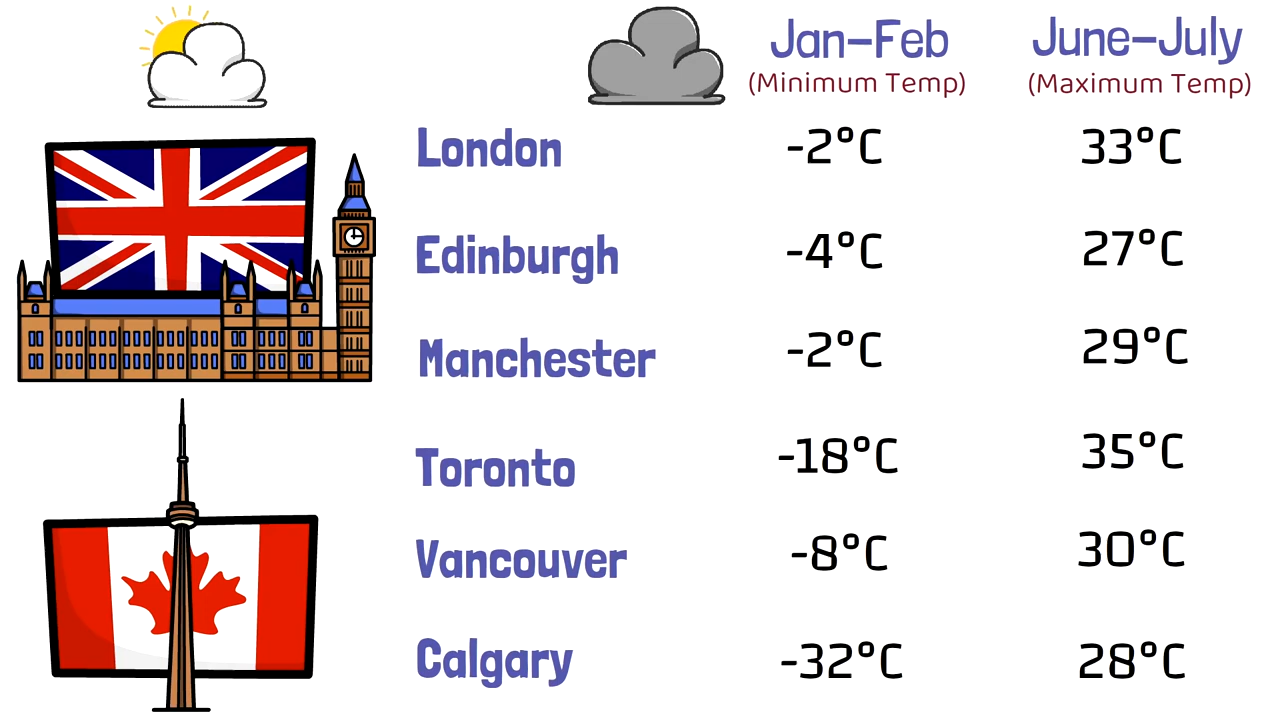 Jan-Feb June-July
(Minimum Temp) (Maximum Temp)
London -2°C 33°C
Edinburgh -4°C 27°C
Manchester -2°C 29°C
Toronto -18°C 35°C
Vancouver -8°C 30°C
Calgary -32°C 28°C